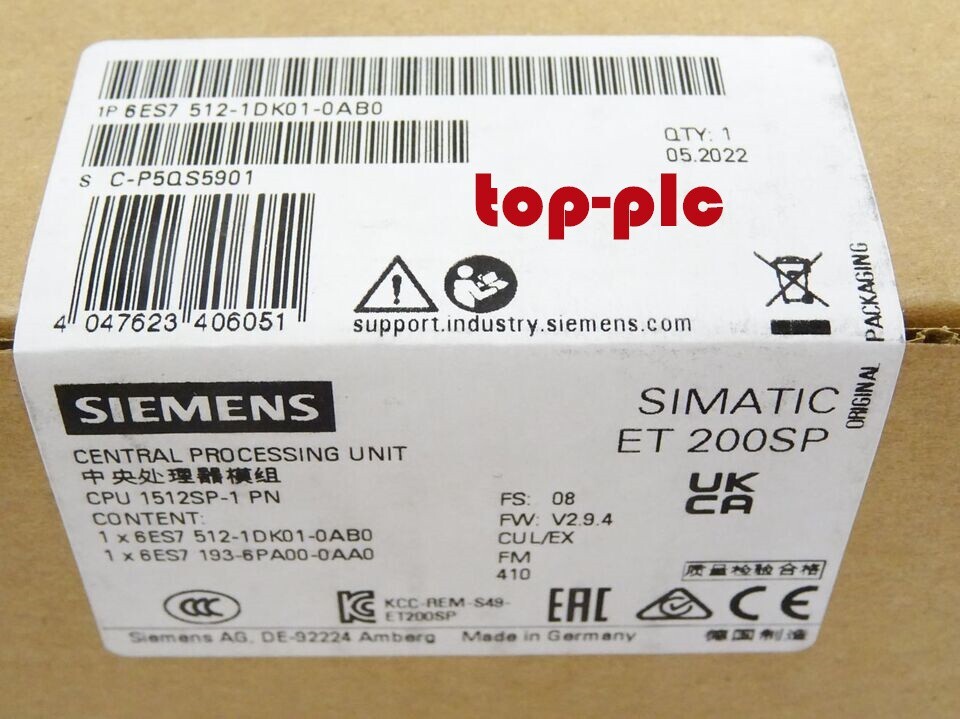 1P 6ES7 512-1DK01-0AB0
QTY: 1
05.2022
S C-P5QS5901
top-plc
4 047623 406051
support.industry.siemens.com
ORIGINAL PACKAGING
SIEMENS
SIMATIC
ET 200SP
CENTRAL PROCESSING UNIT
中央处理器模组
CPU 1512SP-1 PN
CONTENT:
1 x 6ES7 512-1DK01-0AB0
1 x 6ES7 193-6PA00-0AA0
FS: 08
FW: V2.9.4
CUL/EX
FM
410
UK
CA
质量检验合格
CCC
KC
KCC-REM-S49-
ET200SP
EAC
CE
Siemens AG, DE-92224 Amberg Made in Germany
德国制造